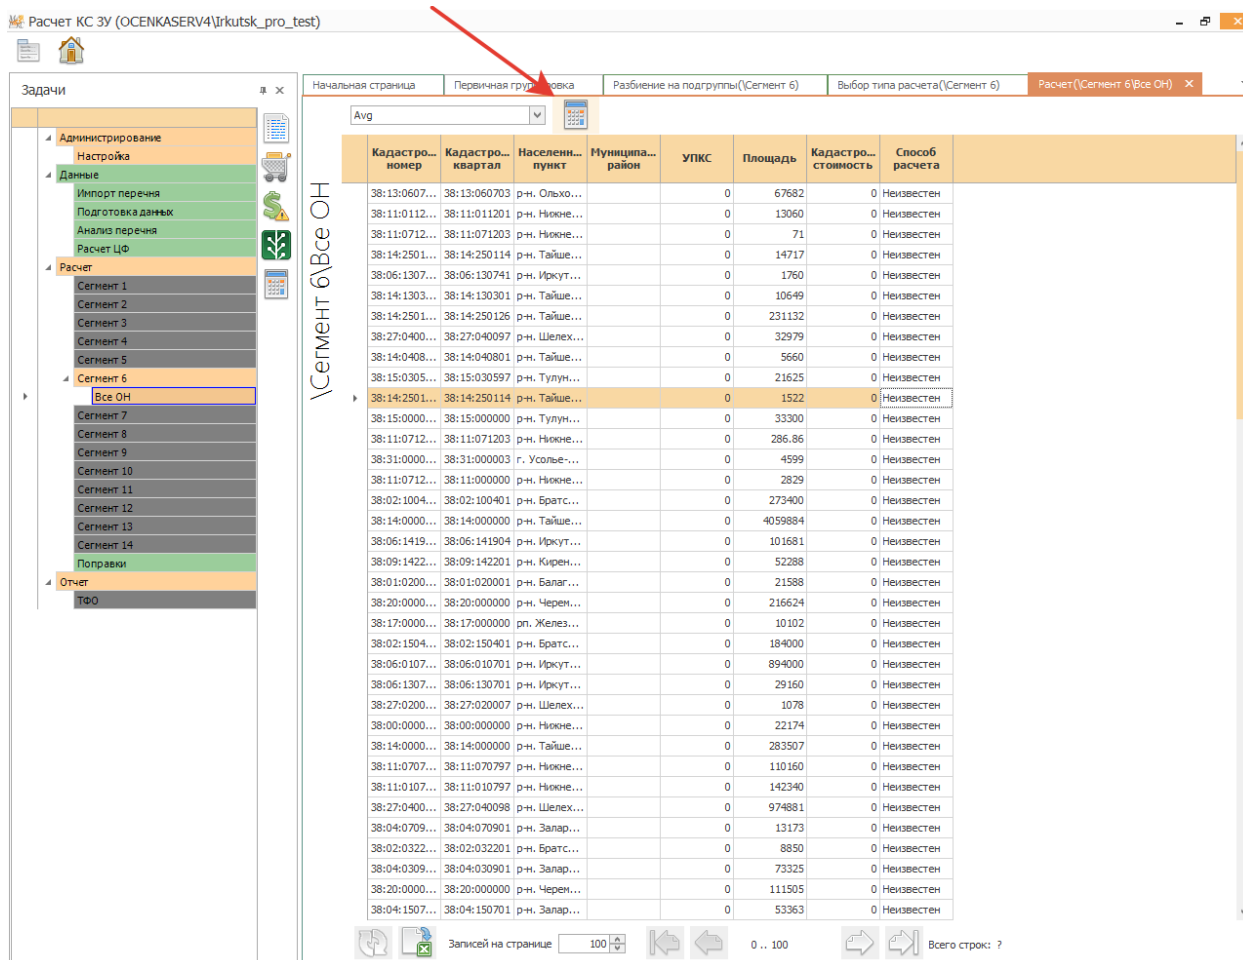 Расчет КС ЗУ (OCENKASERV4\Irkutsk_pro_test)
Задачи
Администрирование
Настройка
Данные
Импорт перечня
Подготовка данных
Анализ перечня
Расчет ЦФ
Расчет
Сегмент 1
Сегмент 2
Сегмент 3
Сегмент 4
Сегмент 5
Сегмент 6
Все ОН
Сегмент 7
Сегмент 8
Сегмент 9
Сегмент 10
Сегмент 11
Сегмент 12
Сегмент 13
Сегмент 14
Поправки
Отчет
ТФО
Начальная страница Первичная группировка Разбиение на подгруппы(\Сегмент 6) Выбор типа расчета(\Сегмент 6) Расчет(\Сегмент 6\Все ОН)
Avg
\Сегмент 6\Все ОН
Кадастро... номер Кадастро... квартал Населенн... пункт Муниципа... район УПКС Площадь Кадастро... стоимость Способ расчета
38:13:0607... 38:13:060703 р-н. Ольхо... 0 67682 0 Неизвестен
38:11:0112... 38:11:011201 р-н. Нижне... 0 13060 0 Неизвестен
38:11:0712... 38:11:071203 р-н. Нижне... 0 71 0 Неизвестен
38:14:2501... 38:14:250114 р-н. Тайше... 0 14717 0 Неизвестен
38:06:1307... 38:06:130741 р-н. Иркут... 0 1760 0 Неизвестен
38:14:1303... 38:14:130301 р-н. Тайше... 0 10649 0 Неизвестен
38:14:2501... 38:14:250126 р-н. Тайше... 0 231132 0 Неизвестен
38:27:0400... 38:27:040097 р-н. Шелех... 0 32979 0 Неизвестен
38:14:0408... 38:14:040801 р-н. Тайше... 0 5660 0 Неизвестен
38:15:0305... 38:15:030597 р-н. Тулун... 0 21625 0 Неизвестен
38:14:2501... 38:14:250114 р-н. Тайше... 0 1522 0 Неизвестен
38:15:0000... 38:15:000000 р-н. Тулун... 0 33300 0 Неизвестен
38:11:0712... 38:11:071203 р-н. Нижне... 0 286.86 0 Неизвестен
38:31:0000... 38:31:000003 г. Усолье-... 0 4599 0 Неизвестен
38:11:0712... 38:11:000000 р-н. Нижне... 0 2829 0 Неизвестен
38:02:1004... 38:02:100401 р-н. Братс... 0 273400 0 Неизвестен
38:14:0000... 38:14:000000 р-н. Тайше... 0 4059884 0 Неизвестен
38:06:1419... 38:06:141904 р-н. Иркут... 0 101681 0 Неизвестен
38:09:1422... 38:09:142201 р-н. Кирен... 0 52288 0 Неизвестен
38:01:0200... 38:01:020001 р-н. Балаг... 0 21588 0 Неизвестен
38:20:0000... 38:20:000000 р-н. Черем... 0 216624 0 Неизвестен
38:17:0000... 38:17:000000 рп. Желез... 0 10102 0 Неизвестен
38:02:1504... 38:02:150401 р-н. Братс... 0 184000 0 Неизвестен
38:06:0107... 38:06:010701 р-н. Иркут... 0 894000 0 Неизвестен
38:06:1307... 38:06:130701 р-н. Иркут... 0 29160 0 Неизвестен
38:27:0200... 38:27:020007 р-н. Шелех... 0 1078 0 Неизвестен
38:00:0000... 38:00:000000 р-н. Нижне... 0 22174 0 Неизвестен
38:14:0000... 38:14:000000 р-н. Тайше... 0 283507 0 Неизвестен
38:11:0707... 38:11:070797 р-н. Нижне... 0 110160 0 Неизвестен
38:11:0107... 38:11:010797 р-н. Нижне... 0 142340 0 Неизвестен
38:27:0400... 38:27:040098 р-н. Шелех... 0 974881 0 Неизвестен
38:04:0709... 38:04:070901 р-н. Залар... 0 13173 0 Неизвестен
38:02:0322... 38:02:032201 р-н. Братс... 0 8850 0 Неизвестен
38:04:0309... 38:04:030901 р-н. Залар... 0 73325 0 Неизвестен
38:20:0000... 38:20:000000 р-н. Черем... 0 111505 0 Неизвестен
38:04:1507... 38:04:150701 р-н. Залар... 0 53363 0 Неизвестен
Записей на странице 100 0 .. 100 Всего строк: ?